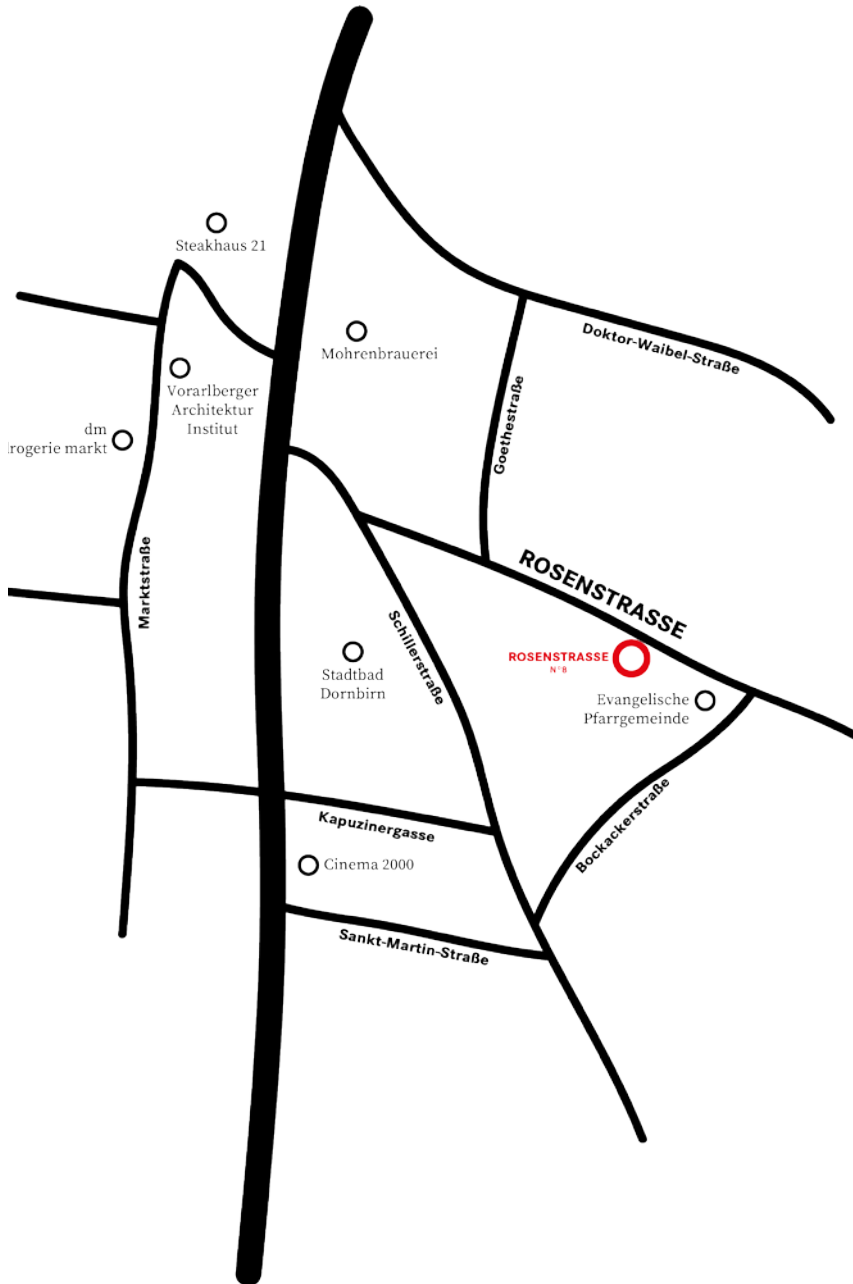 Steakhaus 21
Doktor-Waibel-Straße
Mohrenbrauerei
Vorarlberger
Architektur
Institut
Goethestraße
dm
rogerie markt
Marktstraße
ROSENSTRASSE
Schillerstraße
ROSENSTRASSE
N°8
Stadtbad
Dornbirn
Evangelische
Pfarrgemeinde
Bockackerstraße
Kapuzinergasse
Cinema 2000
Sankt-Martin-Straße